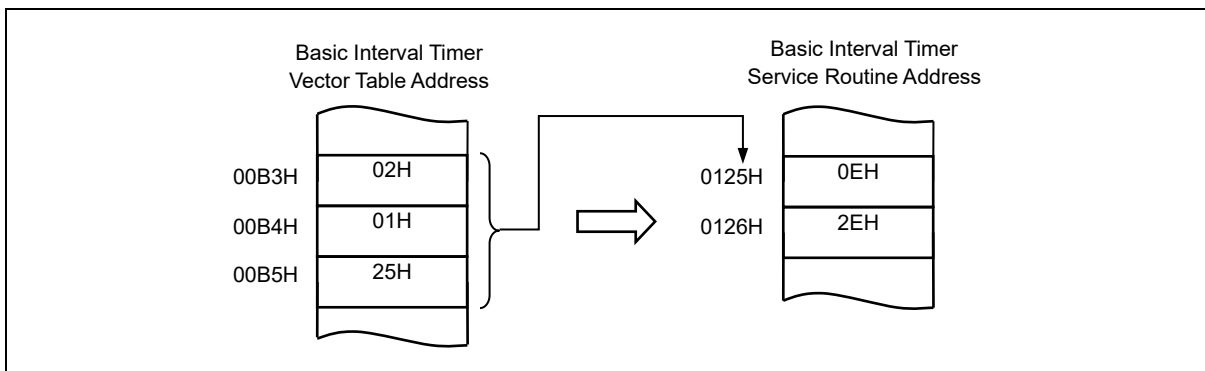 Basic Interval Timer
Vector Table Address
00B3H 02H
00B4H 01H
00B5H 25H
Basic Interval Timer
Service Routine Address
0125H 0EH
0126H 2EH